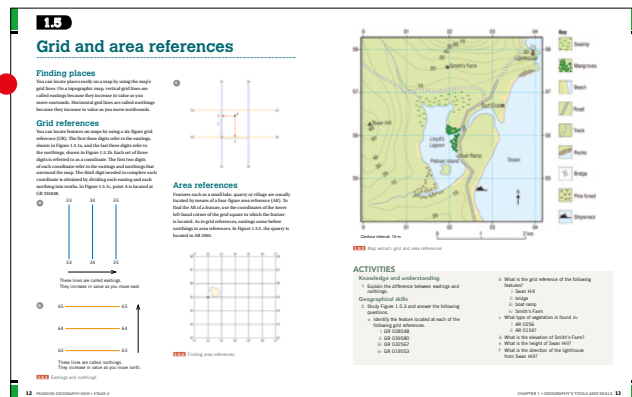 1.5
Grid and area references
Finding places
You can locate places easily on a map by using the map's
grid lines. On a topographic map, vertical grid lines are
called eastings because they increase in value as you
move eastwards. Horizontal grid lines are called northings
because they increase in value as you move northwards.
Grid references
You can locate features on maps by using a six-figure grid
reference (GR). The first three digits refer to the eastings,
shown in Figure 1.5.1a, and the last three digits refer to
the northings, shown in Figure 1.5.1b. Each set of three
digits is referred to as a coordinate. The first two digits
of each coordinate refer to the eastings and northings that
surround the map. The third digit needed to complete each
coordinate is obtained by dividing each easting and each
northing into tenths. In Figure 1.5.1c, point A is located at
GR
a
33 34 35
33 34 35
These lines are called eastings.
They increase in value as you move east.
b
65 65
64 64
63 63
These lines are called northings.
They increase in value as you move north.
1.5.1 Eastings and northings
c
Area references
Features such as a small lake, quarry or village are usually
located by means of a four-figure area reference (AR). To
find the AR of a feature, use the coordinates of the lower
left-hand corner of the grid square in which the feature
is located. As in grid references, eastings come before
northings in area references. In Figure 1.5.2, the quarry is
located in AR
1.5.2 Finding area references
12 PEARSON GEOGRAPHY NSW • STAGE 4
Smith's Farm
Lighthouse
Swan Hill
Lloyd's
Lagoon
Pelican Island
Boat Ramp
Ocean
N
Contour interval: 10 m
0 1 2 km
Key
Swamp
Mangroves
Beach
Road
Track
Rocks
Bridge
Pine forest
Shipwreck
1.5.3 Map extract: grid and area references
ACTIVITIES
Knowledge and understanding
1 Explain the difference between eastings and
northings.
Geographical skills
2 Study Figure 1.5.3 and answer the following
questions.
a Identify the feature located at each of the
following grid references.
i GR 028548
ii GR 039580
iii GR 032567
iv GR 019553
b What is the grid reference of the following
features?
i Swan Hill
ii bridge
iii boat ramp
iv Smith's Farm
c What type of vegetation is found in:
i AR 0256
ii AR 0154?
d What is the elevation of Smith's Farm?
e What is the height of Swan Hill?
f What is the direction of the lighthouse
from Swan Hill?
CHAPTER 1 • GEOGRAPHY'S TOOLS AND SKILLS 13